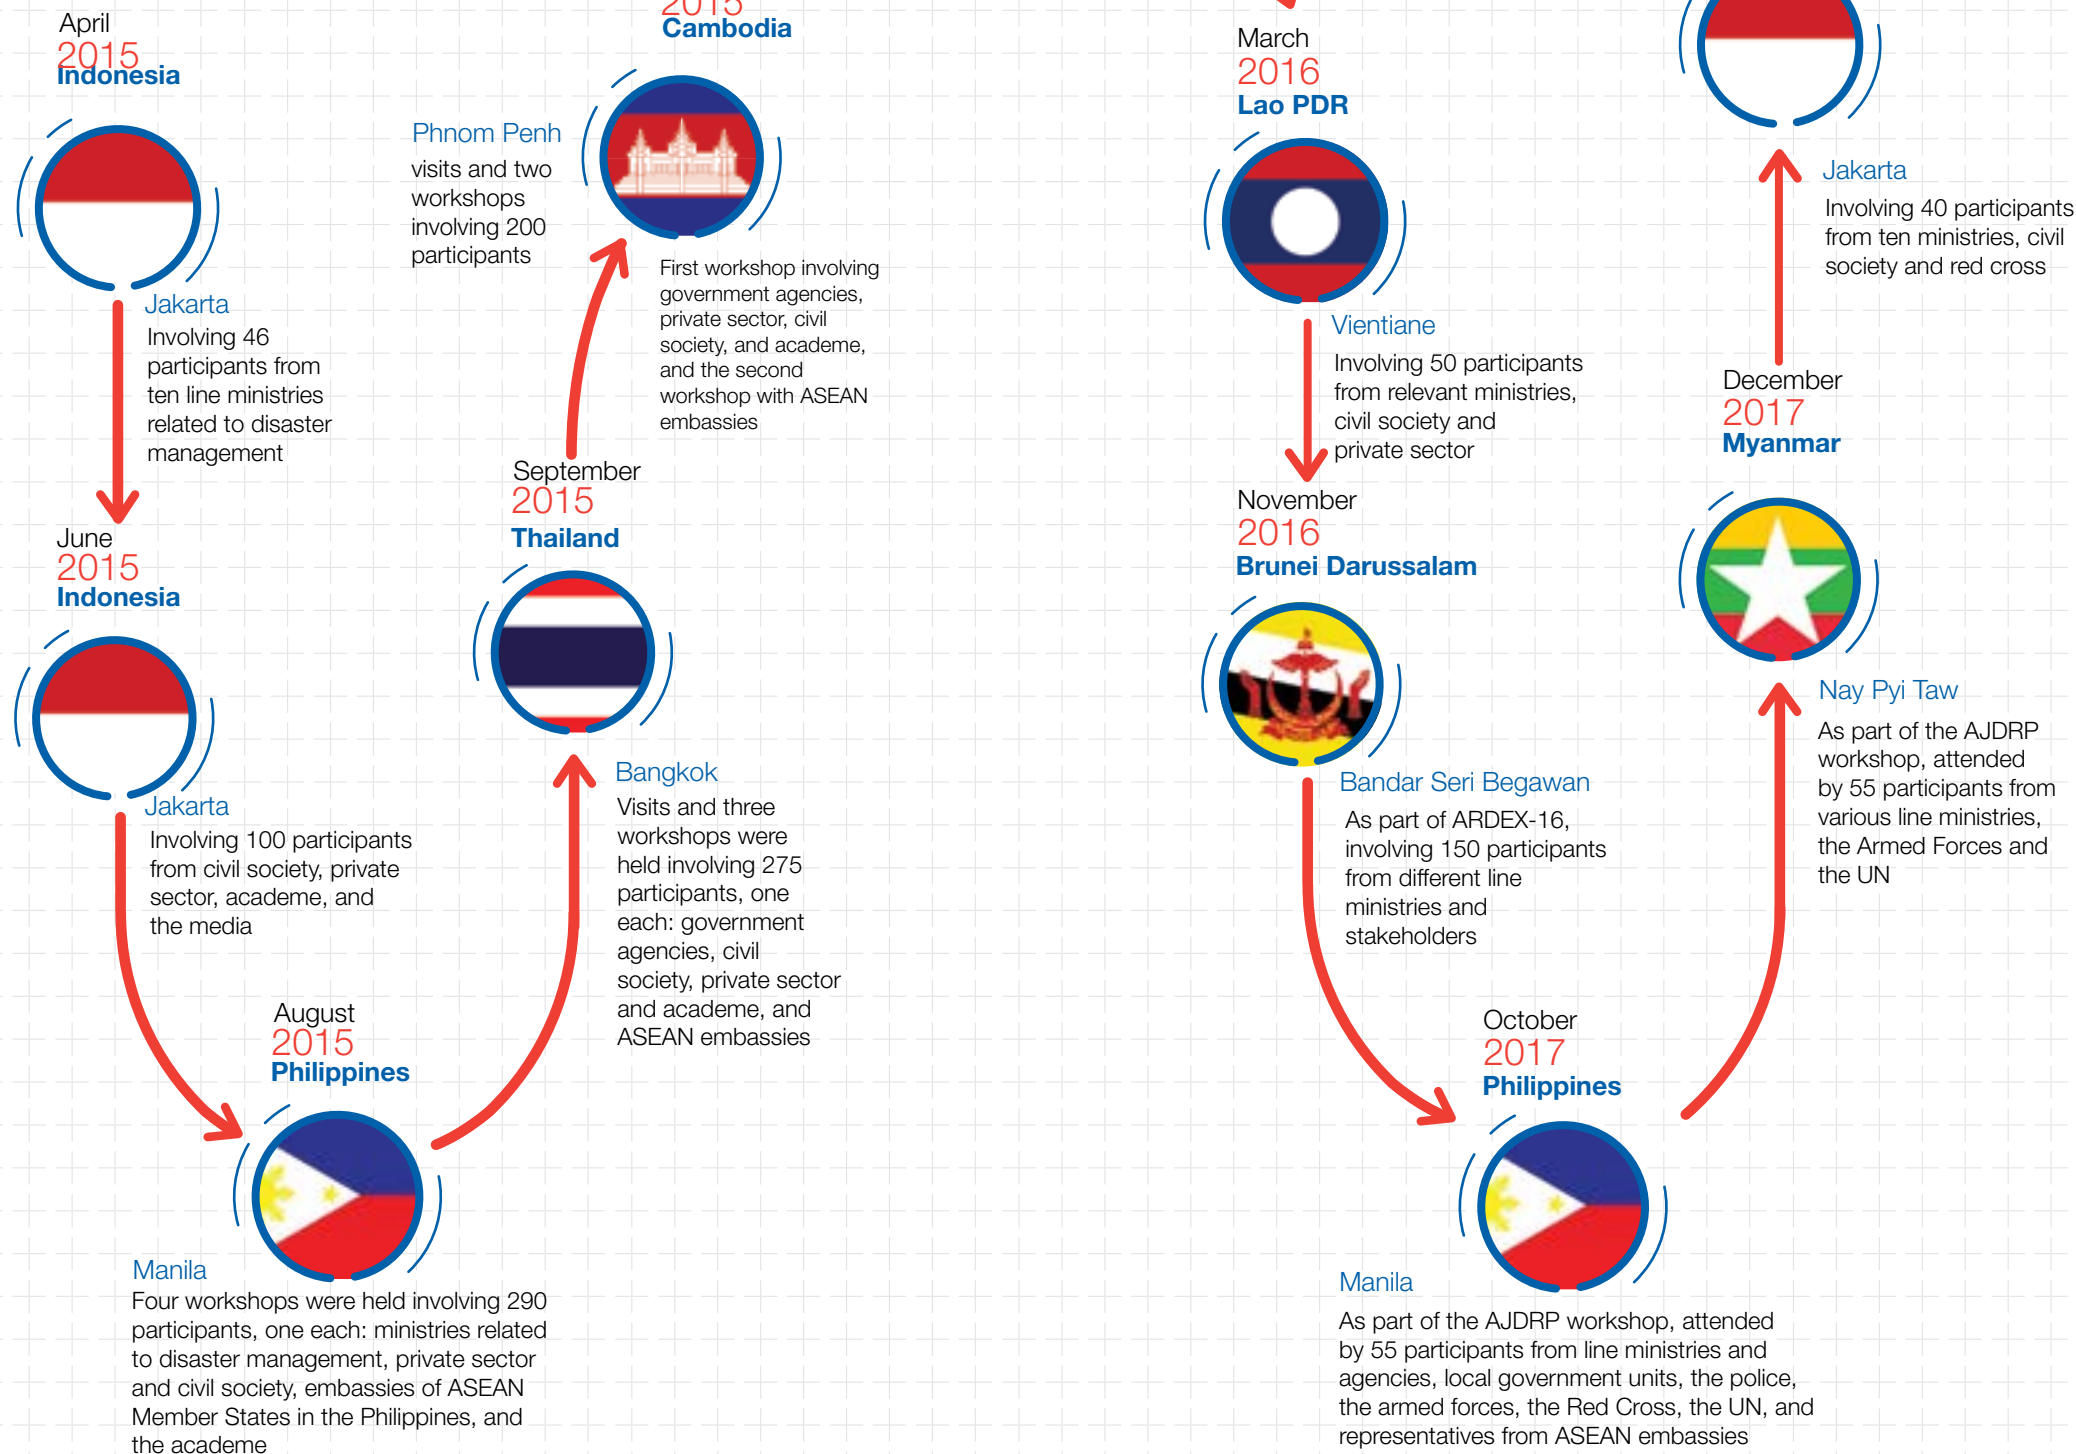 April
2015
Indonesia
Jakarta
Involving 46
participants from
ten line ministries
related to disaster
management
June
2015
Indonesia
Jakarta
Involving 100 participants
from civil society, private
sector, academe, and
the media
August
2015
Philippines
Manila
Four workshops were held involving 290
participants, one each: ministries related
to disaster management, private sector
and civil society, embassies of ASEAN
Member States in the Philippines, and
the academe
September
2015
Thailand
Bangkok
Visits and three
workshops were
held involving 275
participants, one
each: government
agencies, civil
society, private sector
and academe, and
ASEAN embassies
2015
Cambodia
Phnom Penh
visits and two
workshops
involving 200
participants
First workshop involving
government agencies,
private sector, civil
society, and academe,
and the second
workshop with ASEAN
embassies
March
2016
Lao PDR
Vientiane
Involving 50 participants
from relevant ministries,
civil society and
private sector
November
2016
Brunei Darussalam
Bandar Seri Begawan
As part of ARDEX-16,
involving 150 participants
from different line
ministries and
stakeholders
October
2017
Philippines
Manila
As part of the AJDRP workshop, attended
by 55 participants from line ministries and
agencies, local government units, the police,
the armed forces, the Red Cross, the UN, and
representatives from ASEAN embassies
December
2017
Myanmar
Nay Pyi Taw
As part of the AJDRP
workshop, attended
by 55 participants from
various line ministries,
the Armed Forces and
the UN
Jakarta
Involving 40 participants
from ten ministries, civil
society and red cross